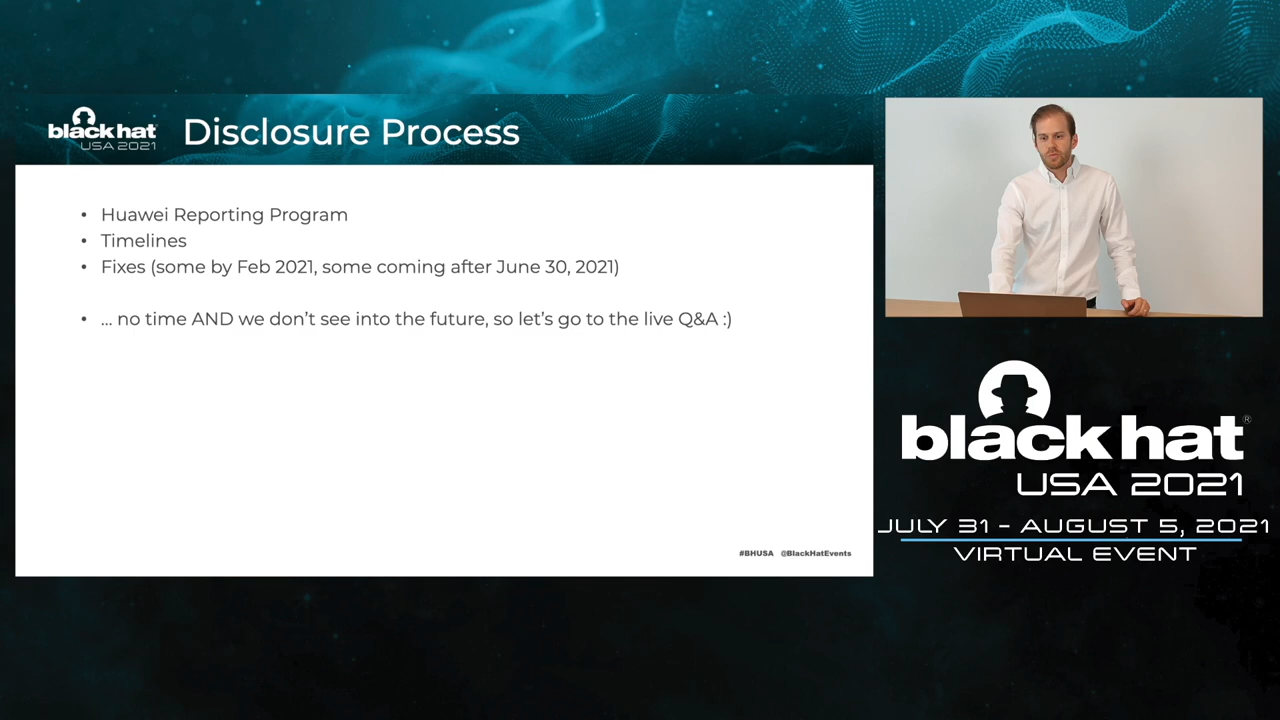 black hat
USA 2021
Disclosure Process
• Huawei Reporting Program
• Timelines
• Fixes (some by Feb 2021, some coming after June 30, 2021)
• ... no time AND we don't see into the future, so let's go to the live Q&A :)
#BHUSA @BlackHatEvents
black hat®
USA 2021
JULY 31 - AUGUST 5, 2021
VIRTUAL EVENT